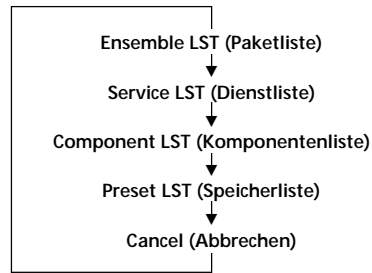 Ensemble LST (Paketliste)
Service LST (Dienstliste)
Component LST (Komponentenliste)
Preset LST (Speicherliste)
Cancel (Abbrechen)